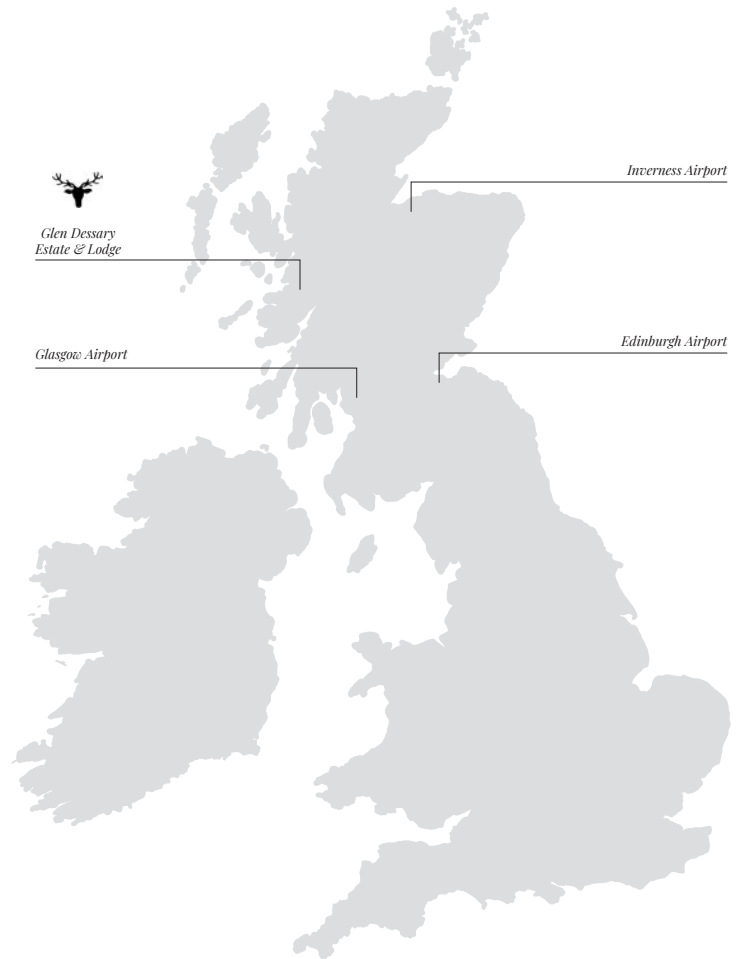 Inverness Airport
Glen Dessary
Estate & Lodge
Edinburgh Airport
Glasgow Airport